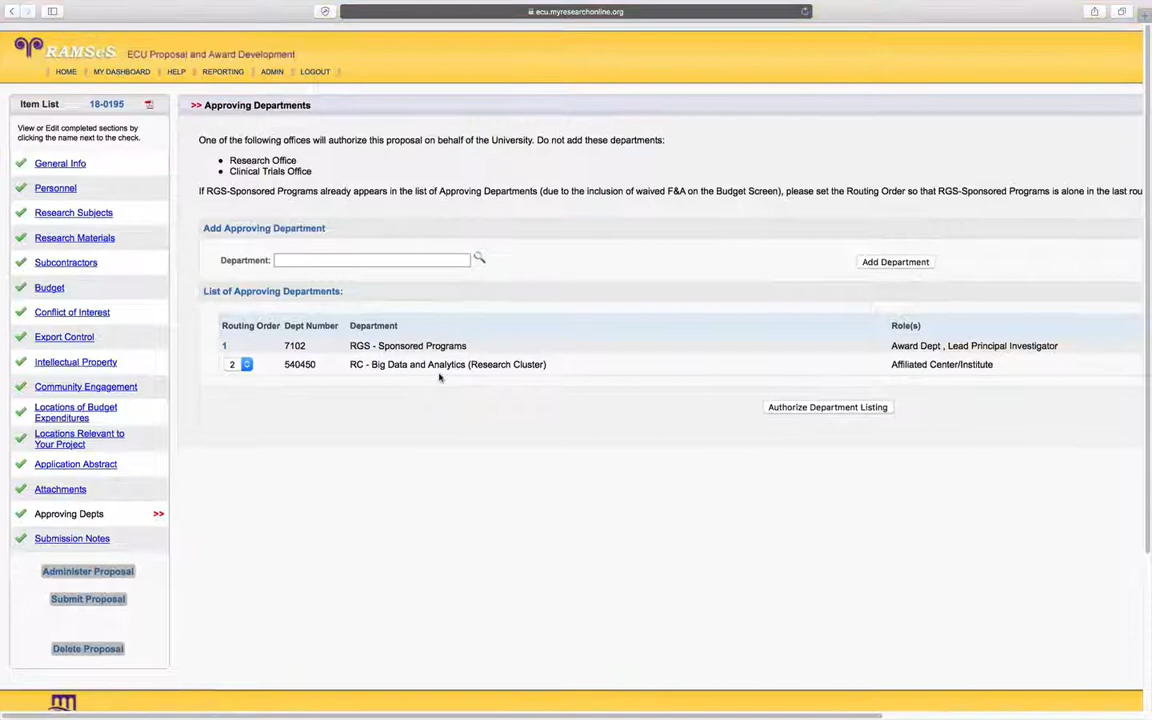 ecu.myresearchonline.org
RAMSeS ECU Proposal and Award Development
HOME MY DASHBOARD HELP REPORTING ADMIN LOGOUT
Item List 18-0195
View or Edit completed sections by
clicking the name next to the check.
General Info
Personnel
Research Subjects
Research Materials
Subcontractors
Budget
Conflict of Interest
Export Control
Intellectual Property
Community Engagement
Locations of Budget
Expenditures
Locations Relevant to
Your Project
Application Abstract
Attachments
Approving Depts >>
Submission Notes
Administer Proposal
Submit Proposal
Delete Proposal
>> Approving Departments
One of the following offices will authorize this proposal on behalf of the University. Do not add these departments:
• Research Office
• Clinical Trials Office
If RGS-Sponsored Programs already appears in the list of Approving Departments (due to the inclusion of waived F&A on the Budget Screen), please set the Routing Order so that RGS-Sponsored Programs is alone in the last rou
Add Approving Department
Department: Add Department
List of Approving Departments:
Routing Order Dept Number Department Role(s)
1 7102 RGS - Sponsored Programs Award Dept , Lead Principal Investigator
2 540450 RC - Big Data and Analytics (Research Cluster) Affiliated Center/Institute
Authorize Department Listing